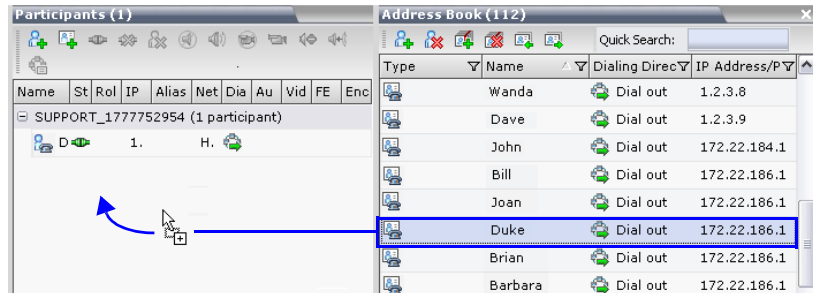 Participants (1)
Name St Rol IP Alias Net Dia Au Vid FE Enc
SUPPORT_1777752954 (1 participant)
D 1. H.
Address Book (112)
Quick Search:
Type Name Dialing Direc IP Address/P
Wanda Dial out 1.2.3.8
Dave Dial out 1.2.3.9
John Dial out 172.22.184.1
Bill Dial out 172.22.186.1
Joan Dial out 172.22.186.1
Duke Dial out 172.22.186.1
Brian Dial out 172.22.186.1
Barbara Dial out 172.22.186.1